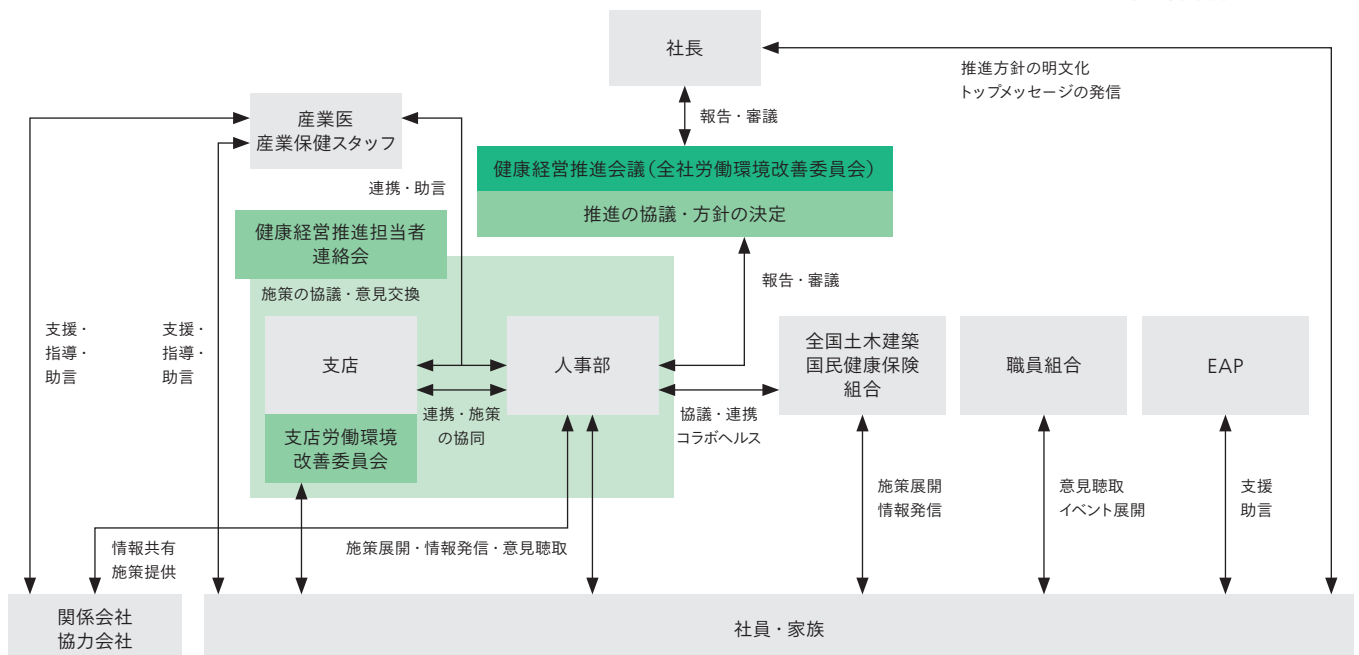 社長
推進方針の明文化
トップメッセージの発信
産業医
産業保健スタッフ
報告・審議
健康経営推進会議(全社労働環境改善委員会)
連携・助言
推進の協議・方針の決定
健康経営推進担当者
連絡会
報告・審議
施策の協議・意見交換
支援・
指導・
助言
支援・
指導・
助言
支店
人事部
全国土木建築
国民健康保険
組合
職員組合
EAP
連携・施策
の協同
協議・連携
コラボヘルス
支店労働環境
改善委員会
施策展開
情報発信
意見聴取
イベント展開
支援
助言
情報共有
施策提供
施策展開・情報発信・意見聴取
関係会社
協力会社
社員・家族